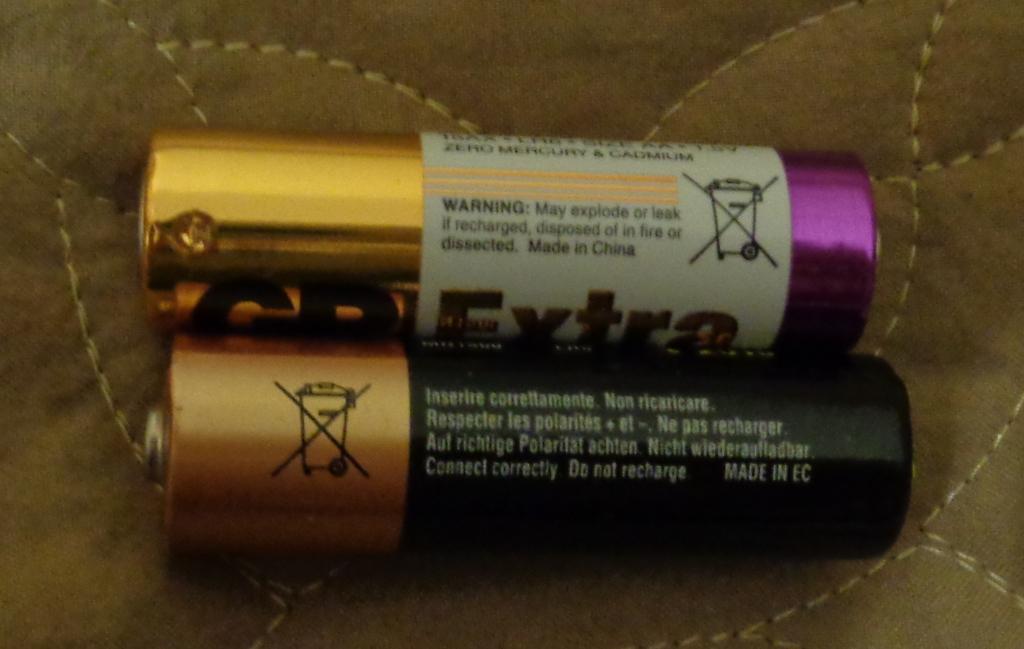 ZERO MERCURY & CADMIUM
WARNING: May explode or leak
if recharged, disposed of in fire or
dissected. Made in China
GP Extra
Inserire correttamente. Non ricaricare.
Respecter les polarités + et -. Ne pas recharger.
Auf richtige Polarität achten. Nicht wiederaufladbar.
Connect correctly. Do not recharge. MADE IN EC